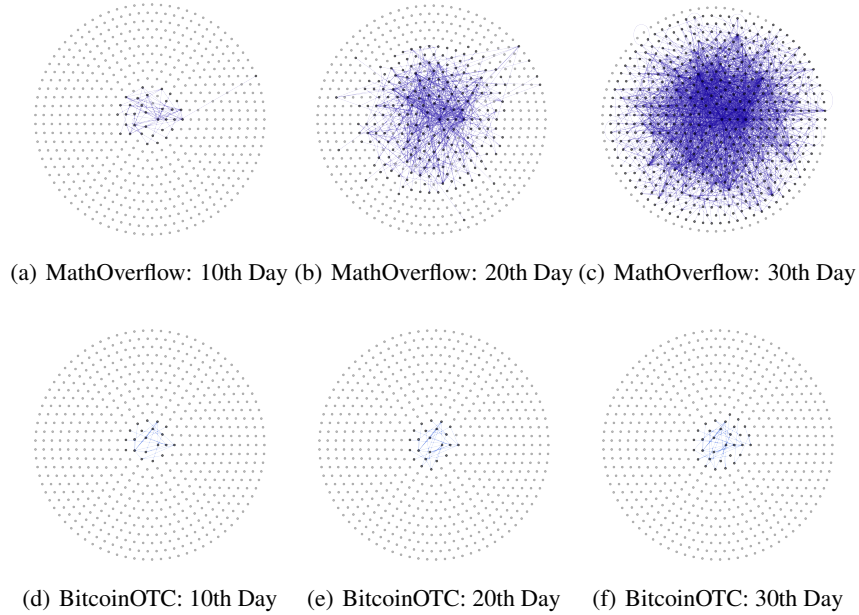 (a) MathOverflow: 10th Day (b) MathOverflow: 20th Day (c) MathOverflow: 30th Day
(d) BitcoinOTC: 10th Day (e) BitcoinOTC: 20th Day (f) BitcoinOTC: 30th Day